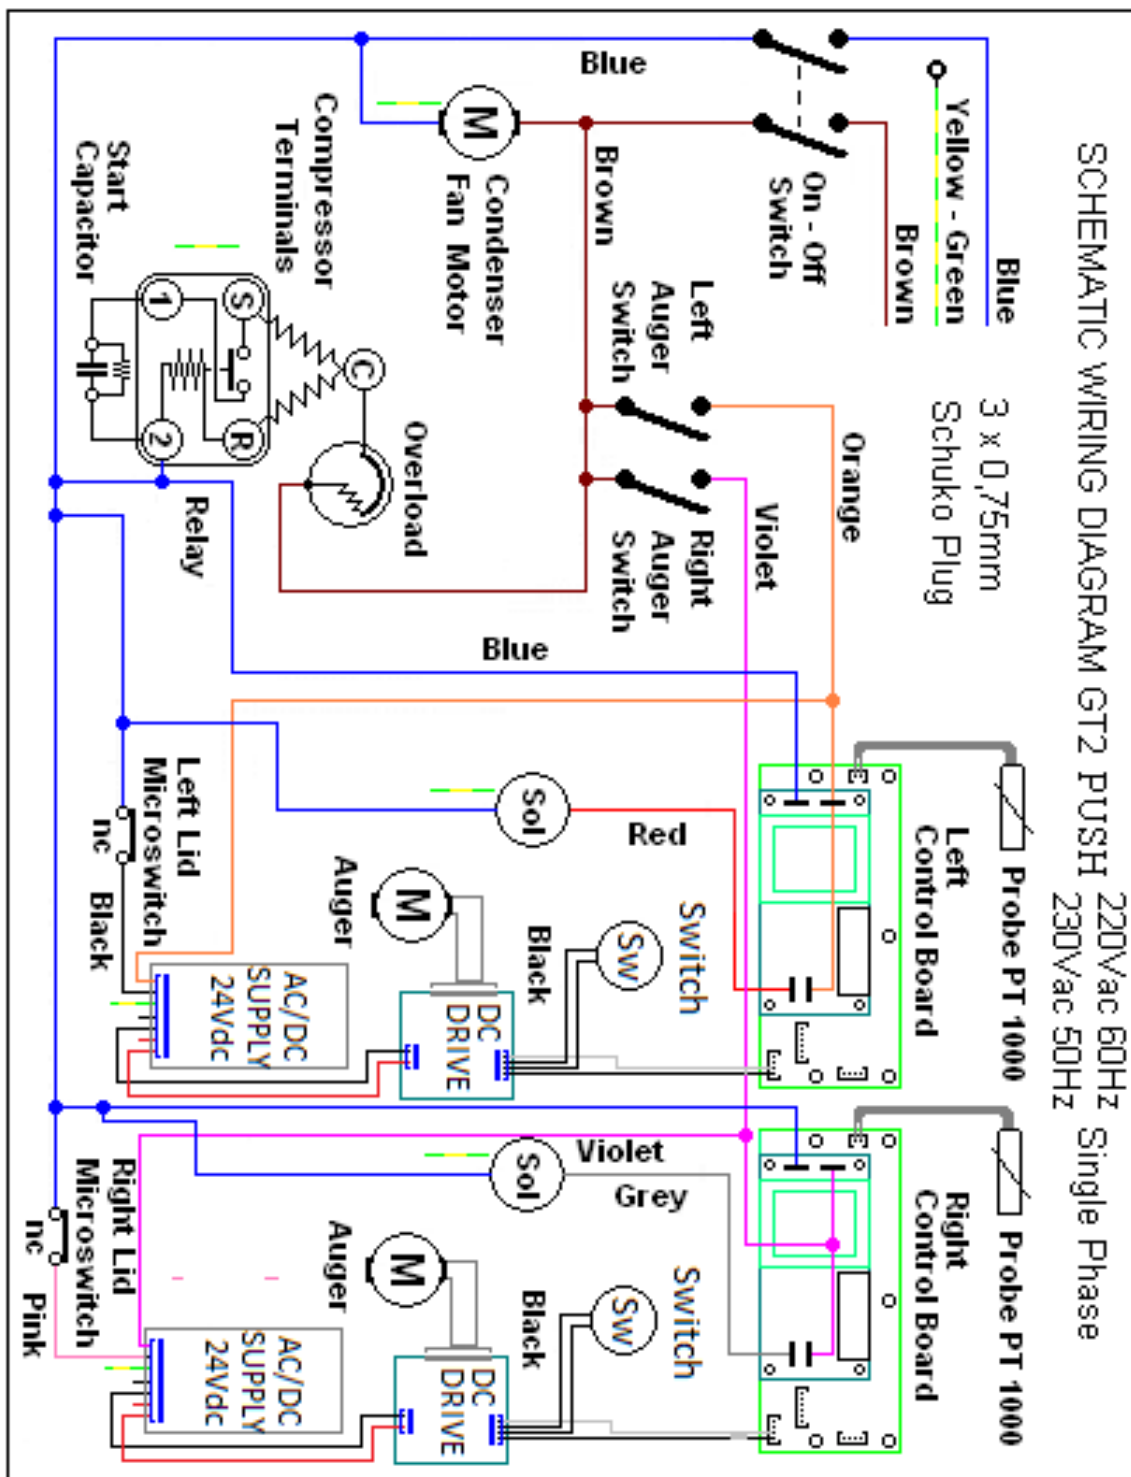 SCHEMATIC WIRING DIAGRAM GT2 PUSH
220Vac 60Hz
230Vac 50Hz
Single Phase
3 x 0,75mm
Schuko Plug
Blue
Yellow - Green
Brown
On - Off
Switch
Blue
Brown
Condenser
Fan Motor
M
Compressor
Terminals
Start
Capacitor
1
S
2
R
C
Overload
Relay
Left
Auger
Switch
Right
Auger
Switch
Orange
Violet
Blue
Probe PT 1000
Left
Control Board
Red
Sol
Left Lid
Microswitch
nc
Black
Auger
M
Switch
Sw
Black
AC/DC
SUPPLY
24Vdc
DC
DRIVE
Probe PT 1000
Right
Control Board
Violet
Grey
Sol
Right Lid
Microswitch
nc
Pink
Auger
M
Switch
Sw
Black
AC/DC
SUPPLY
24Vdc
DC
DRIVE